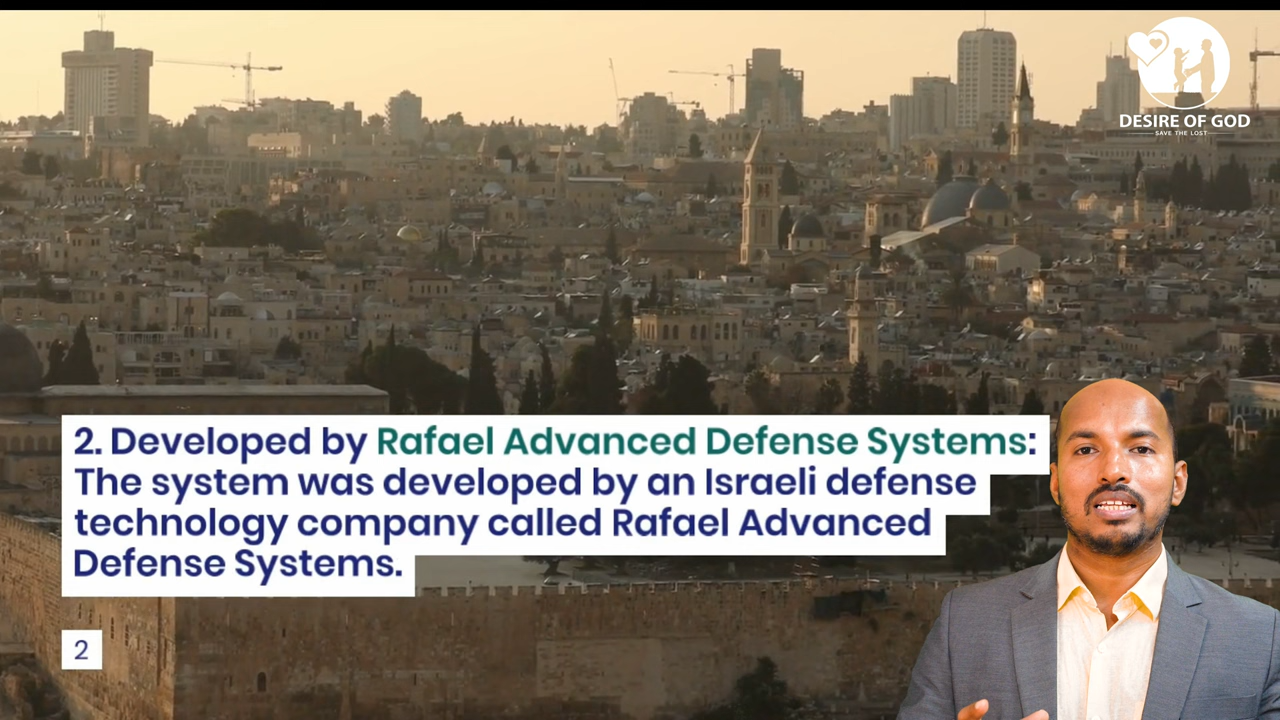 DESIRE OF GOD
SAVE THE LOST
2. Developed by Rafael Advanced Defense Systems:
The system was developed by an Israeli defense
technology company called Rafael Advanced
Defense Systems.
2